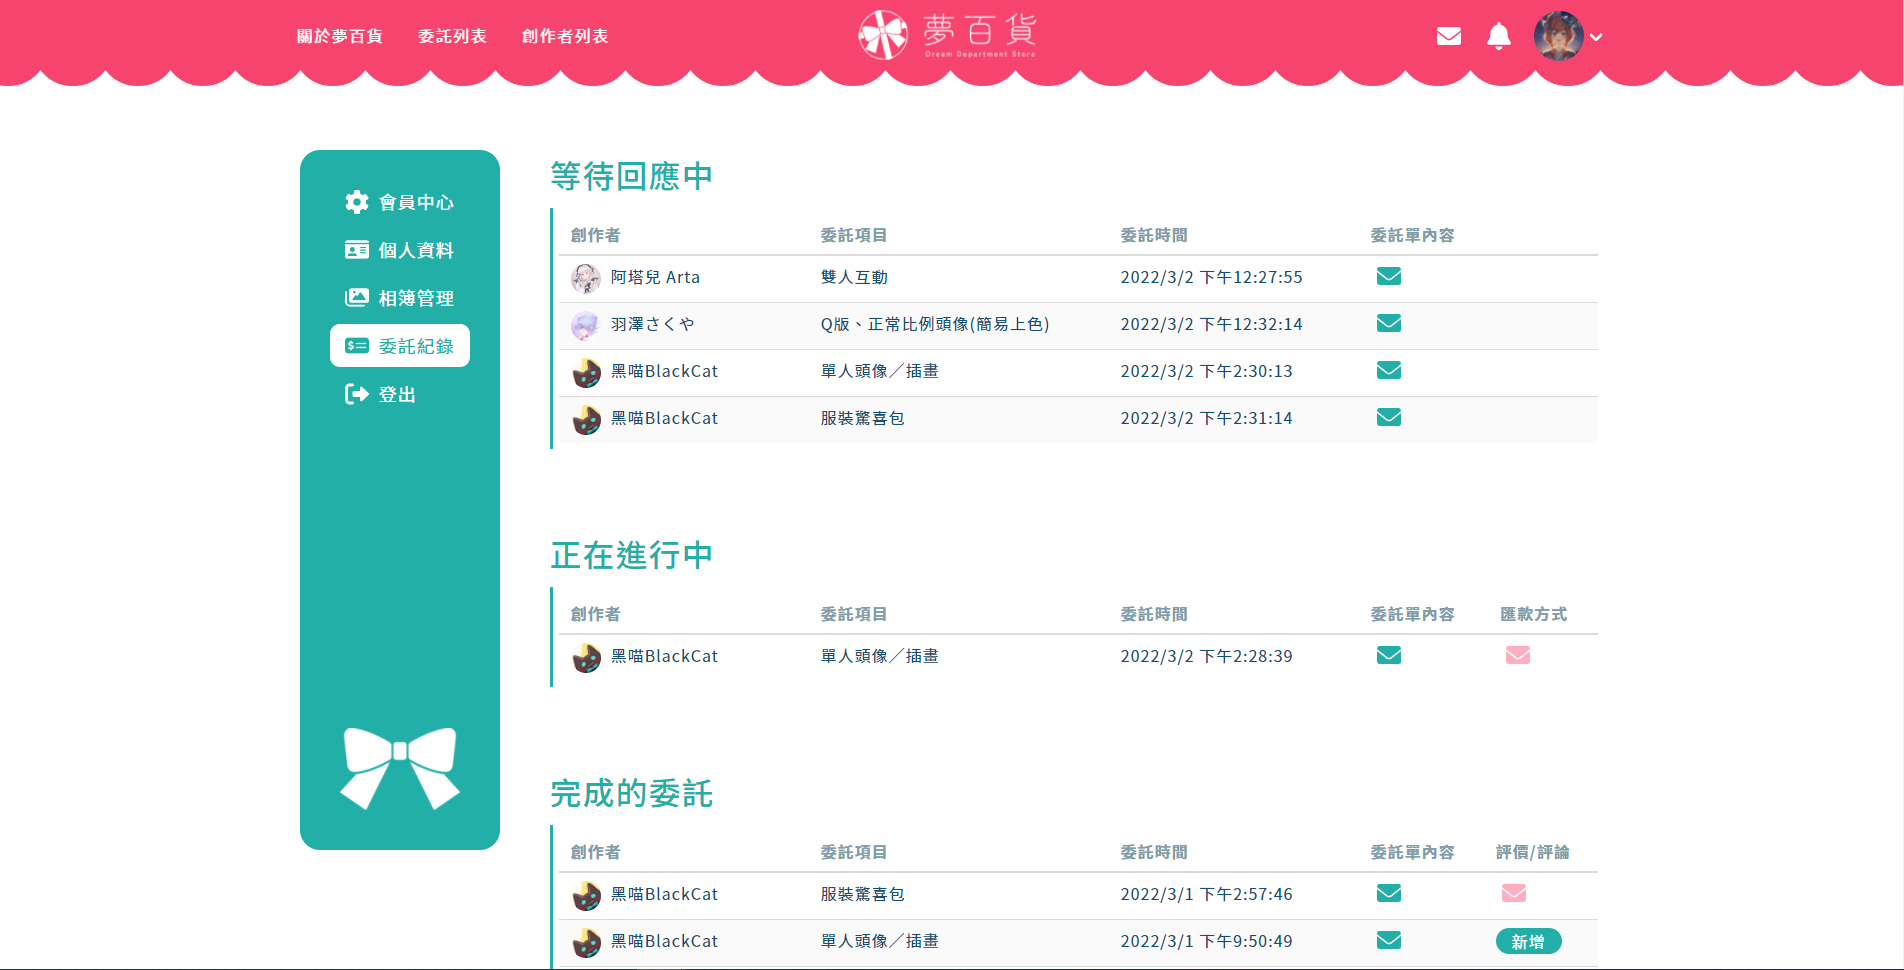 關於夢百貨 委託列表 創作者列表
夢百貨
Dream Department Store
會員中心
個人資料
相簿管理
委託紀錄
登出
等待回應中
創作者 委託項目 委託時間 委託單內容
阿塔兒 Arta 雙人互動 2022/3/2 下午12:27:55
羽澤さくや Q版、正常比例頭像(簡易上色) 2022/3/2 下午12:32:14
黑喵BlackCat 單人頭像／插畫 2022/3/2 下午2:30:13
黑喵BlackCat 服裝驚喜包 2022/3/2 下午2:31:14
正在進行中
創作者 委託項目 委託時間 委託單內容 匯款方式
黑喵BlackCat 單人頭像／插畫 2022/3/2 下午2:28:39
完成的委託
創作者 委託項目 委託時間 委託單內容 評價/評論
黑喵BlackCat 服裝驚喜包 2022/3/1 下午2:57:46
黑喵BlackCat 單人頭像／插畫 2022/3/1 下午9:50:49 新增